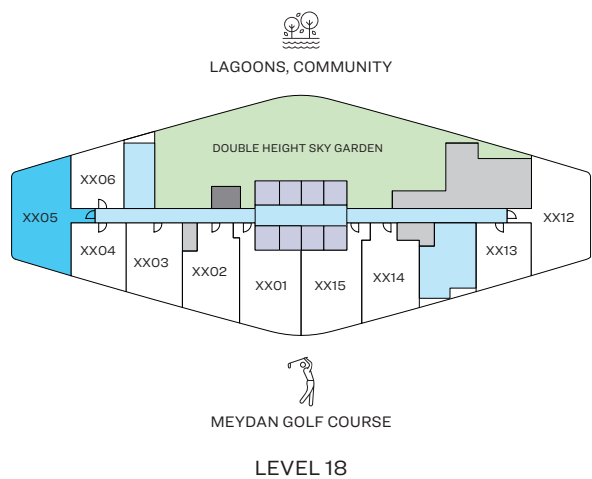 LAGOONS, COMMUNITY
DOUBLE HEIGHT SKY GARDEN
XX06
XX05
XX12
XX04
XX03
XX02
XX01
XX15
XX14
XX13
MEYDAN GOLF COURSE
LEVEL 18